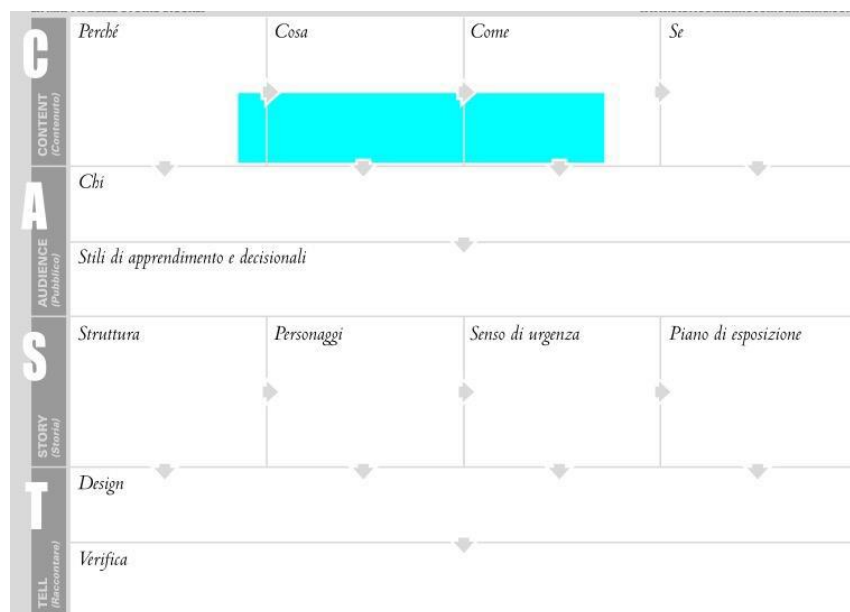 C
CONTENT
(Contenuto)
Perché
Cosa
Come
Se
A
AUDIENCE
(Pubblico)
Chi
Stili di apprendimento e decisionali
S
STORY
(Storia)
Struttura
Personaggi
Senso di urgenza
Piano di esposizione
T
TELL
(Raccontare)
Design
Verifica